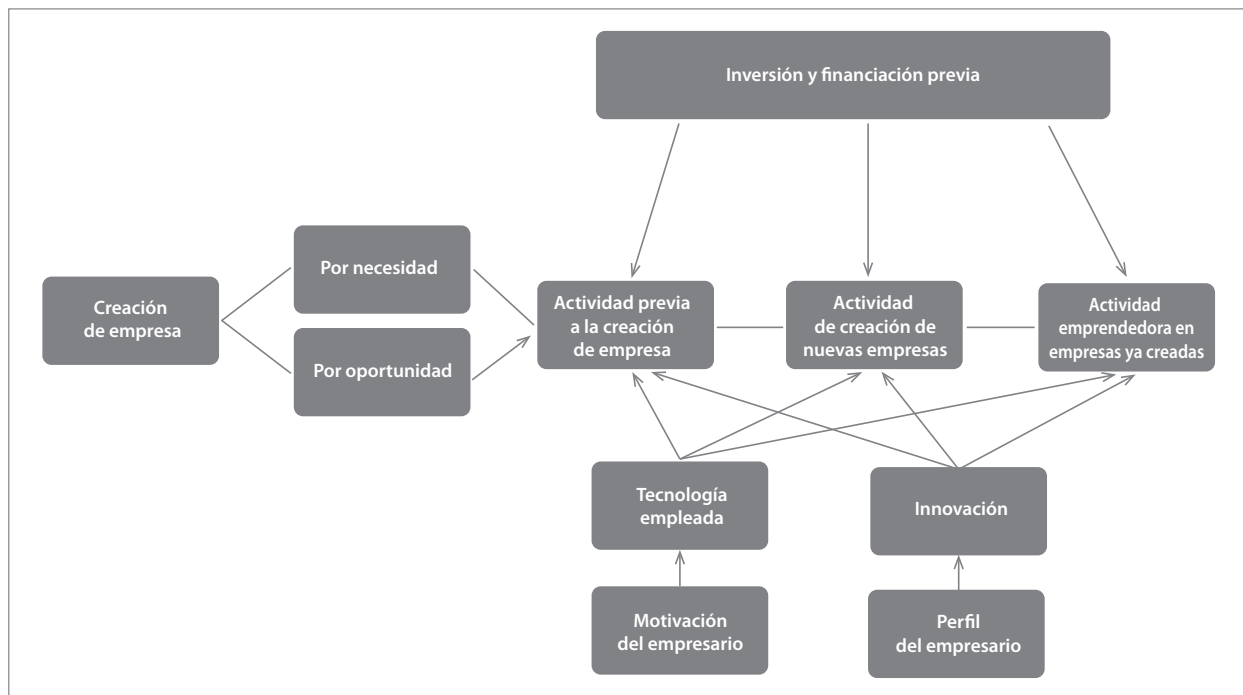 Inversión y financiación previa
Por necesidad
Creación
de empresa
Por oportunidad
Actividad previa
a la creación
de empresa
Actividad
de creación de
nuevas empresas
Actividad
emprendedora en
empresas ya creadas
Tecnología
empleada
Innovación
Motivación
del empresario
Perfil
del empresario